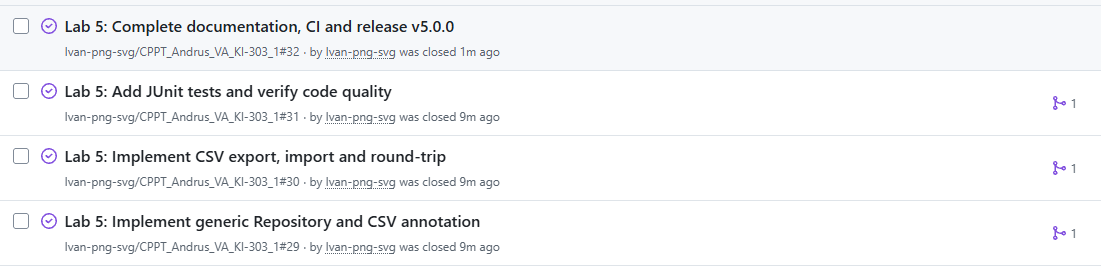 Lab 5: Complete documentation, CI and release v5.0.0
Ivan-png-svg/CPPT_Andrus_VA_KI-303_1#32 · by Ivan-png-svg was closed 1m ago
Lab 5: Add JUnit tests and verify code quality
Ivan-png-svg/CPPT_Andrus_VA_KI-303_1#31 · by Ivan-png-svg was closed 9m ago
1
Lab 5: Implement CSV export, import and round-trip
Ivan-png-svg/CPPT_Andrus_VA_KI-303_1#30 · by Ivan-png-svg was closed 9m ago
1
Lab 5: Implement generic Repository and CSV annotation
Ivan-png-svg/CPPT_Andrus_VA_KI-303_1#29 · by Ivan-png-svg was closed 9m ago
1